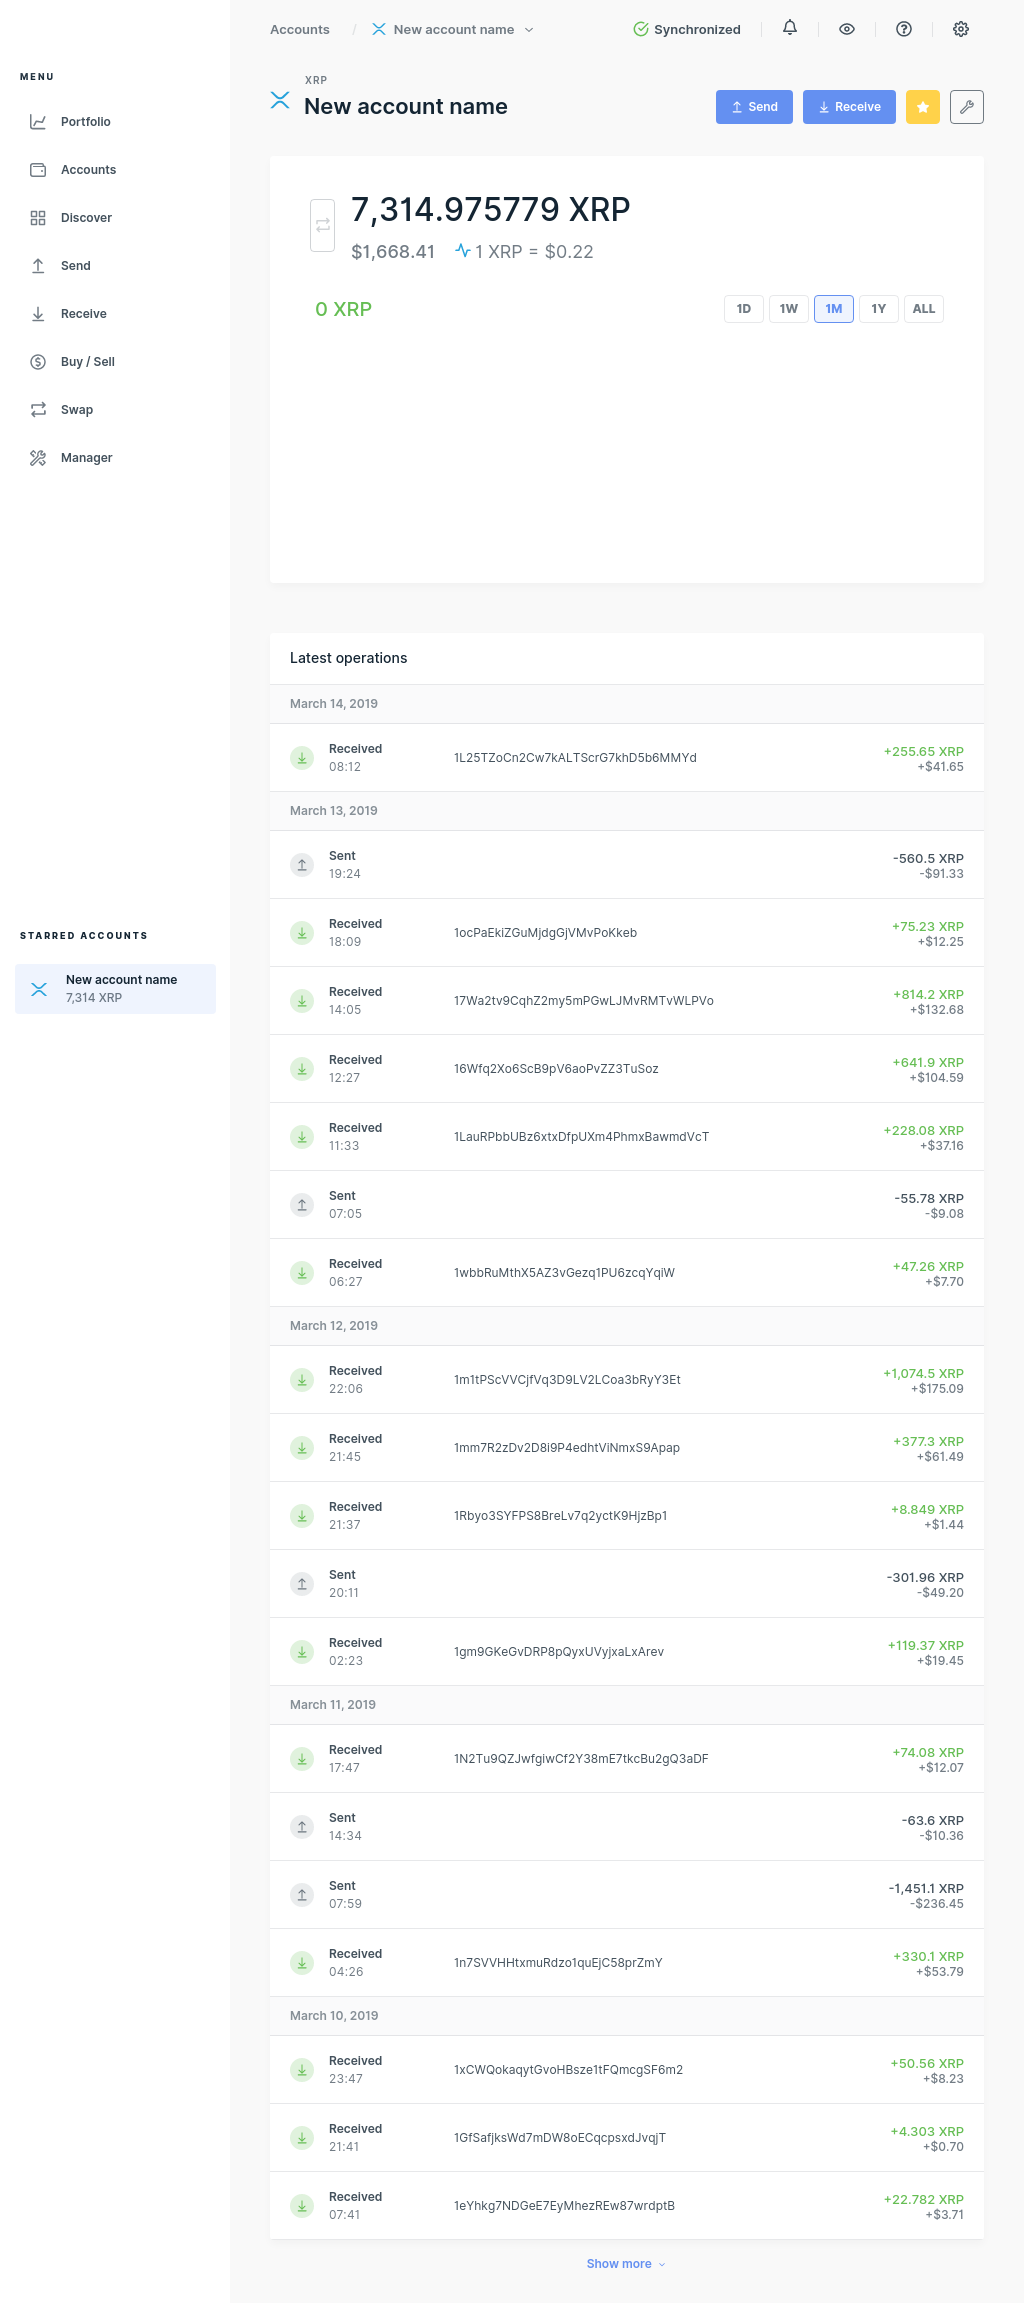 Accounts / New account name
Synchronized
MENU
Portfolio
Accounts
Discover
Send
Receive
Buy / Sell
Swap
Manager
STARRED ACCOUNTS
New account name
7,314 XRP
XRP
New account name
Send
Receive
7,314.975779 XRP
$1,668.41 1 XRP = $0.22
0 XRP
1D 1W 1M 1Y ALL
Latest operations
March 14, 2019
Received
08:12
1L25TZoCn2Cw7kALTScrG7khD5b6MMYd
+255.65 XRP
+$41.65
March 13, 2019
Sent
19:24
-560.5 XRP
-$91.33
Received
18:09
1ocPaEkiZGuMjdgGjVMvPoKkeb
+75.23 XRP
+$12.25
Received
14:05
17Wa2tv9CqhZ2my5mPGwLJMvRMTvWLPVo
+814.2 XRP
+$132.68
Received
12:27
16Wfq2Xo6ScB9pV6aoPvZZ3TuSoz
+641.9 XRP
+$104.59
Received
11:33
1LauRPbbUBz6xtxDfpUXm4PhmxBawmdVcT
+228.08 XRP
+$37.16
Sent
07:05
-55.78 XRP
-$9.08
Received
06:27
1wbbRuMthX5AZ3vGezq1PU6zcqYqiW
+47.26 XRP
+$7.70
March 12, 2019
Received
22:06
1m1tPScVVCjfVq3D9LV2LCoa3bRyY3Et
+1,074.5 XRP
+$175.09
Received
21:45
1mm7R2zDv2D8i9P4edhtViNmxS9Apap
+377.3 XRP
+$61.49
Received
21:37
1Rbyo3SYFPS8BreLv7q2yctK9HjzBp1
+8.849 XRP
+$1.44
Sent
20:11
-301.96 XRP
-$49.20
Received
02:23
1gm9GKeGvDRP8pQyxUVyjxaLxArev
+119.37 XRP
+$19.45
March 11, 2019
Received
17:47
1N2Tu9QZJwfgiwCf2Y38mE7tkcBu2gQ3aDF
+74.08 XRP
+$12.07
Sent
14:34
-63.6 XRP
-$10.36
Sent
07:59
-1,451.1 XRP
-$236.45
Received
04:26
1n7SVVHHtxmuRdzo1quEjC58prZmY
+330.1 XRP
+$53.79
March 10, 2019
Received
23:47
1xCWQokaqytGvoHBsze1tFQmcgSF6m2
+50.56 XRP
+$8.23
Received
21:41
1GfSafjksWd7mDW8oECqcpsxdJvqjT
+4.303 XRP
+$0.70
Received
07:41
1eYhkg7NDGeE7EyMhezREw87wrdptB
+22.782 XRP
+$3.71
Show more